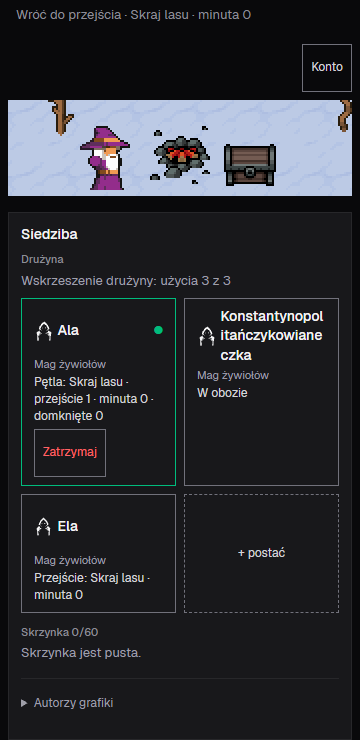 Wróć do przejścia · Skraj lasu · minuta 0
Konto
Siedziba
Drużyna
Wskrzeszenie drużyny: użycia 3 z 3
Ala
Mag żywiołów
Pętla: Skraj lasu ·
przejście 1 · minuta 0 ·
domknięte 0
Zatrzymaj
Konstantynopol
itańczykowiane
czka
Mag żywiołów
W obozie
Ela
Mag żywiołów
Przejście: Skraj lasu ·
minuta 0
+ postać
Skrzynka 0/60
Skrzynka jest pusta.
Autorzy grafiki